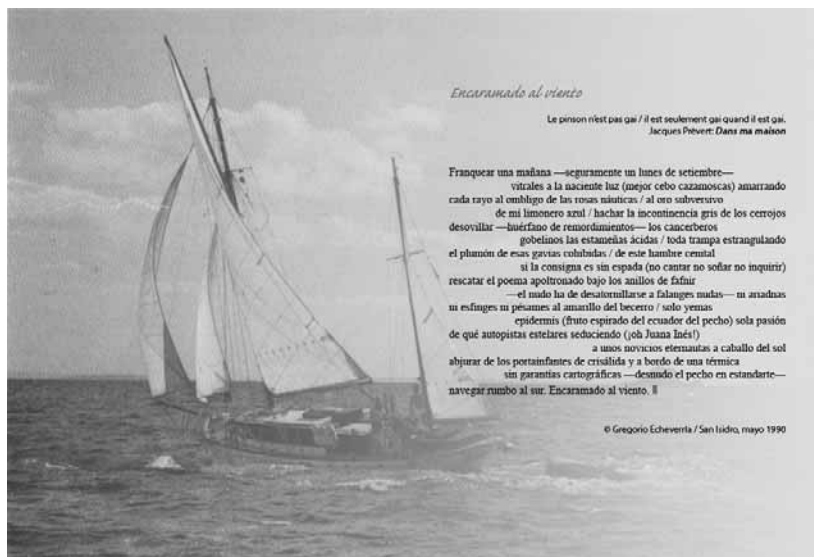 Encaramado al viento
Le pinson n'est pas gai / il est seulement gai quand il est gai.
Jacques Prévert: Dans ma maison
Franquear una mañana —seguramente un lunes de setiembre—
vitrales a la naciente luz (mejor cebo cazamoscas) amarrando
cada rayo al ombligo de las rosas náuticas / al oro subversivo
de mi limonero azul / hachar la incontinencia gris de los cerrojos
desovillar —huérfano de remordimientos— los cancerberos
gobelinos las estameñas ácidas / toda trampa estrangulando
el plumón de esas gavias cohibidas / de este hambre cenital
si la consigna es sin espada (no cantar no soñar no inquirir)
rescatar el poema apoltronado bajo los anillos de fafnir
—el nudo ha de desatornillarse a falanges nudas— ni ariadnas
ni esfinges ni pésames al amarillo del becerro / solo yemas
epidermis (fruto espirado del ecuador del pecho) sola pasión
de qué autopistas estelares seduciendo (¡oh Juana Inés!)
a unos novicios eternautas a caballo del sol
abjurar de los portainfantes de crisálida y a bordo de una térmica
sin garantías cartográficas —desnudo el pecho en estandarte—
navegar rumbo al sur. Encaramado al viento.
© Gregorio Echeverría / San Isidro, mayo 1990